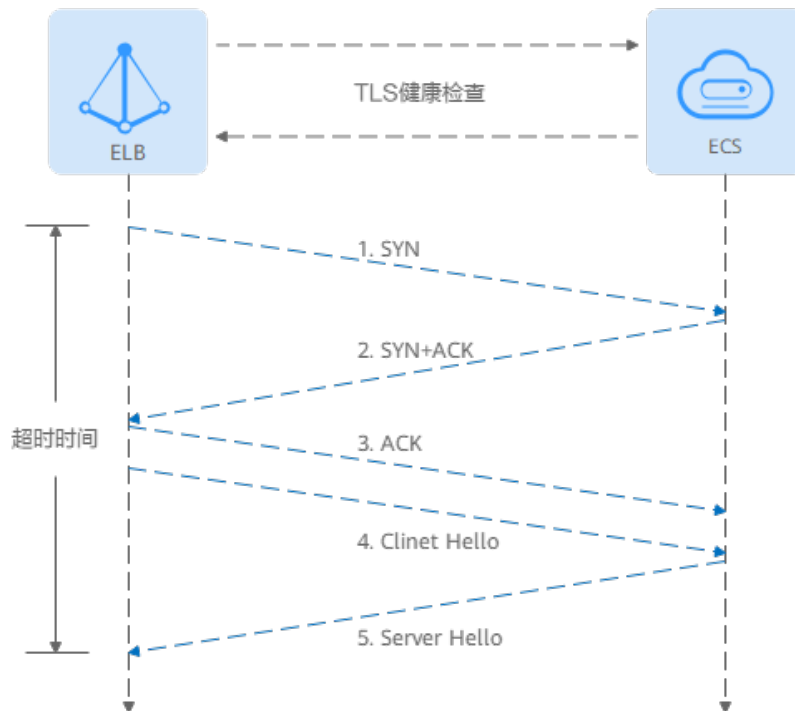 TLS健康检查
ELB
ECS
1. SYN
2. SYN+ACK
超时时间
3. ACK
4. Clinet Hello
5. Server Hello